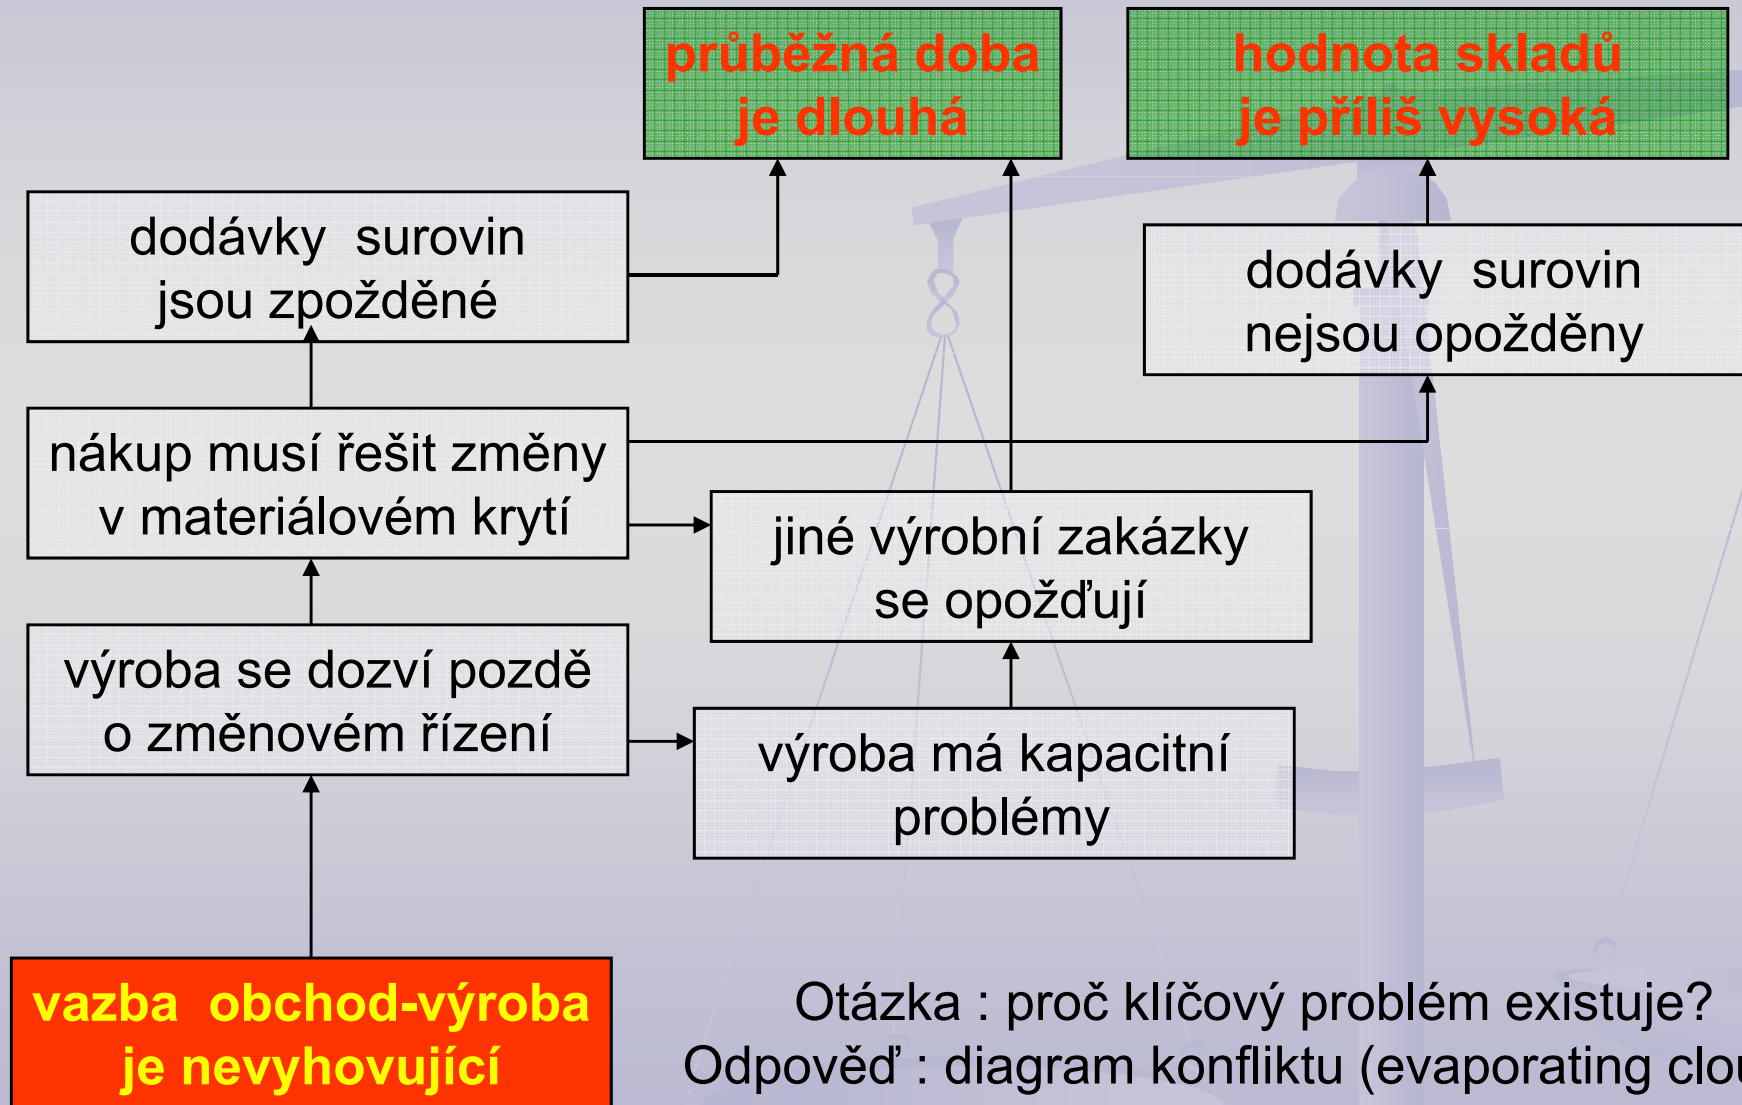 průběžná doba
je dlouhá
hodnota skladů
je příliš vysoká
dodávky surovin
jsou zpožděné
dodávky surovin
nejsou opožděny
nákup musí řešit změny
v materiálovém krytí
jiné výrobní zakázky
se opožďují
výroba se dozví pozdě
o změnovém řízení
výroba má kapacitní
problémy
vazba obchod-výroba
je nevyhovující
Otázka : proč klíčový problém existuje?
Odpověď : diagram konfliktu (evaporating clou